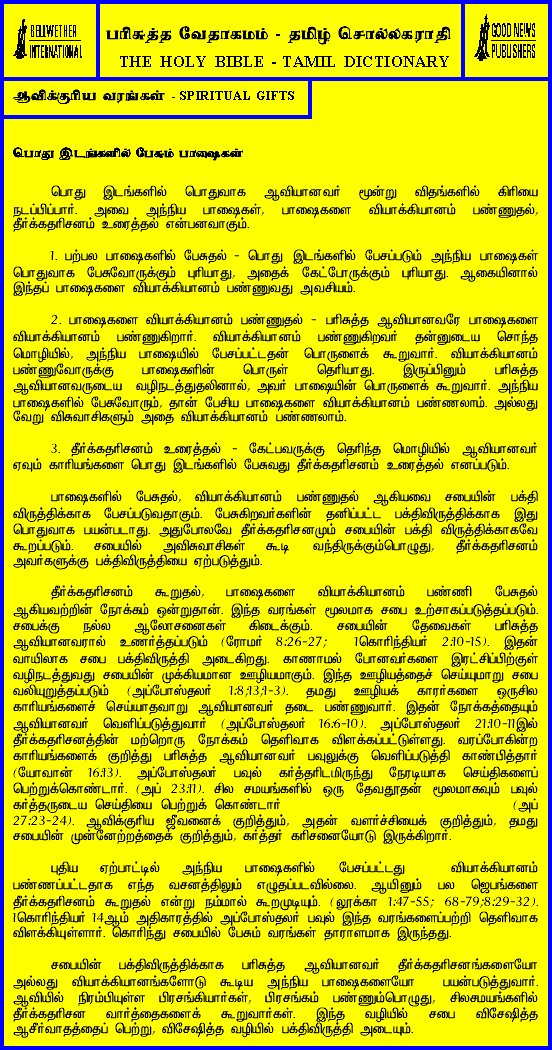 BELLWETHER
INTERNATIONAL
பரிசுத்த வேதாகமம் - தமிழ் சொல்லகராதி
THE HOLY BIBLE - TAMIL DICTIONARY
GOOD NEWS
PUBLISHERS
ஆவிக்குரிய வரங்கள் - SPIRITUAL GIFTS
பொது இடங்களில் பேசும் பாஷைகள்
பொது இடங்களில் பொதுவாக ஆவியானவர் மூன்று விதங்களில் கிரியை
நடப்பிப்பார். அவை அந்நிய பாஷைகள், பாஷைகளை வியாக்கியானம் பண்ணுதல்,
தீர்க்கதரிசனம் உரைத்தல் என்பனவாகும்.
1. பற்பல பாஷைகளில் பேசுதல் - பொது இடங்களில் பேசப்படும் அந்நிய பாஷைகள்
பொதுவாக பேசுவோருக்கும் புரியாது, அதைக் கேட்போருக்கும் புரியாது. ஆகையினால்
இந்தப் பாஷைகளை வியாக்கியானம் பண்ணுவது அவசியம்.
2. பாஷைகளை வியாக்கியானம் பண்ணுதல் - பரிசுத்த ஆவியானவரே பாஷைகளை
வியாக்கியானம் பண்ணுகிறார். வியாக்கியானம் பண்ணுகிறவர் தன்னுடைய சொந்த
மொழியில், அந்நிய பாஷையில் பேசப்பட்டதன் பொருளைக் கூறுவார். வியாக்கியானம்
பண்ணுவோருக்கு பாஷைகளின் பொருள் தெரியாது. இருப்பினும் பரிசுத்த
ஆவியானவருடைய வழிநடத்துதலினால், அவர் பாஷையின் பொருளைக் கூறுவார். அந்நிய
பாஷைகளில் பேசுவோரும், தான் பேசிய பாஷைகளை வியாக்கியானம் பண்ணலாம். அல்லது
வேறு விசுவாசிகளும் அதை வியாக்கியானம் பண்ணலாம்.
3. தீர்க்கதரிசனம் உரைத்தல் - கேட்பவருக்கு தெரிந்த மொழியில் ஆவியானவர்
ஏவும் காரியங்களை பொது இடங்களில் பேசுவது தீர்க்கதரிசனம் உரைத்தல் எனப்படும்.
பாஷைகளில் பேசுதல், வியாக்கியானம் பண்ணுதல் ஆகியவை சபையின் பக்தி
விருத்திக்காக பேசப்படுவதாகும். பேசுகிறவர்களின் தனிப்பட்ட பக்திவிருத்திக்காக இது
பொதுவாக பயன்படாது. அதுபோலவே தீர்க்கதரிசனமும் சபையின் பக்தி விருத்திக்காகவே
கூறப்படும். சபையில் அவிசுவாசிகள் கூடி வந்திருக்கும்பொழுது, தீர்க்கதரிசனம்
அவர்களுக்கு பக்திவிருத்தியை ஏற்படுத்தும்.
தீர்க்கதரிசனம் கூறுதல், பாஷைகளை வியாக்கியானம் பண்ணி பேசுதல்
ஆகியவற்றின் நோக்கம் ஒன்றுதான். இந்த வரங்கள் மூலமாக சபை உற்சாகப்படுத்தப்படும்.
சபைக்கு நல்ல ஆலோசனைகள் கிடைக்கும். சபையின் தேவைகள் பரிசுத்த
ஆவியானவரால் உணர்த்தப்படும் (ரோமர் 8:26-27; 1கொரிந்தியர் 2:10-15). இதன்
வாயிலாக சபை பக்திவிருத்தி அடைகிறது. காணாமல் போனவர்களை இரட்சிப்பிற்குள்
வழிநடத்துவது சபையின் முக்கியமான ஊழியமாகும். இந்த ஊழியத்தைச் செய்யுமாறு சபை
வலியுறுத்தப்படும் (அப்போஸ்தலர் 1:8,13;1-3). தமது ஊழியக் காரர்களை ஒருசில
காரியங்களைச் செய்யாதவாறு ஆவியானவர் தடை பண்ணுவார். இதன் நோக்கத்தையும்
ஆவியானவர் வெளிப்படுத்துவார் (அப்போஸ்தலர் 16:6-10). அப்போஸ்தலர் 21;10-11இல்
தீர்க்கதரிசனத்தின் மற்றொரு நோக்கம் தெளிவாக விளக்கப்பட்டுள்ளது. வரப்போகின்ற
காரியங்களைக் குறித்து பரிசுத்த ஆவியானவர் பவுலுக்கு வெளிப்படுத்தி காண்பித்தார்
(யோவான் 16:13). அப்போஸ்தலர் பவுல் கர்த்தரிடமிருந்து நேரடியாக செய்திகளைப்
பெற்றுக்கொண்டார். (அப் 23:11). சில சமயங்களில் ஒரு தேவதூதன் மூலமாகவும் பவுல்
கர்த்தருடைய செய்தியை பெற்றுக் கொண்டார் (அப்
27:23-24). ஆவிக்குரிய ஜீவனைக் குறித்தும், அதன் வளர்ச்சியைக் குறித்தும், தமது
சபையின் முன்னேற்றத்தைக் குறித்தும், கர்த்தர் கரிசனையோடு இருக்கிறார்.
புதிய ஏற்பாட்டில் அந்நிய பாஷைகளில் பேசப்பட்டது வியாக்கியானம்
பண்ணப்பட்டதாக எந்த வசனத்திலும் எழுதப்படவில்லை. ஆயினும் பல ஜெபங்களை
தீர்க்கதரிசனம் கூறுதல் என்று நம்மால் கூறமுடியும். (லூக்கா 1:47-55; 68-79;8:29-32).
1கொரிந்தியர் 14ஆம் அதிகாரத்தில் அப்போஸ்தலர் பவுல் இந்த வரங்களைப்பற்றி தெளிவாக
விளக்கியுள்ளார். கொரிந்து சபையில் பேசும் வரங்கள் தாராளமாக இருந்தது.
சபையின் பக்திவிருத்திக்காக பரிசுத்த ஆவியானவர் தீர்க்கதரிசனங்களையோ
அல்லது வியாக்கியானங்களோடு கூடிய அந்நிய பாஷைகளையோ பயன்படுத்துவார்.
ஆவியில் நிரம்பியுள்ள பிரசங்கியார்கள், பிரசங்கம் பண்ணும்பொழுது, சிலசமயங்களில்
தீர்க்கதரிசன வார்த்தைகளைக் கூறுவார்கள். இந்த வழியில் சபை விசேஷித்த
ஆசீர்வாதத்தைப் பெற்று, விசேஷித்த வழியில் பக்திவிருத்தி அடையும்.